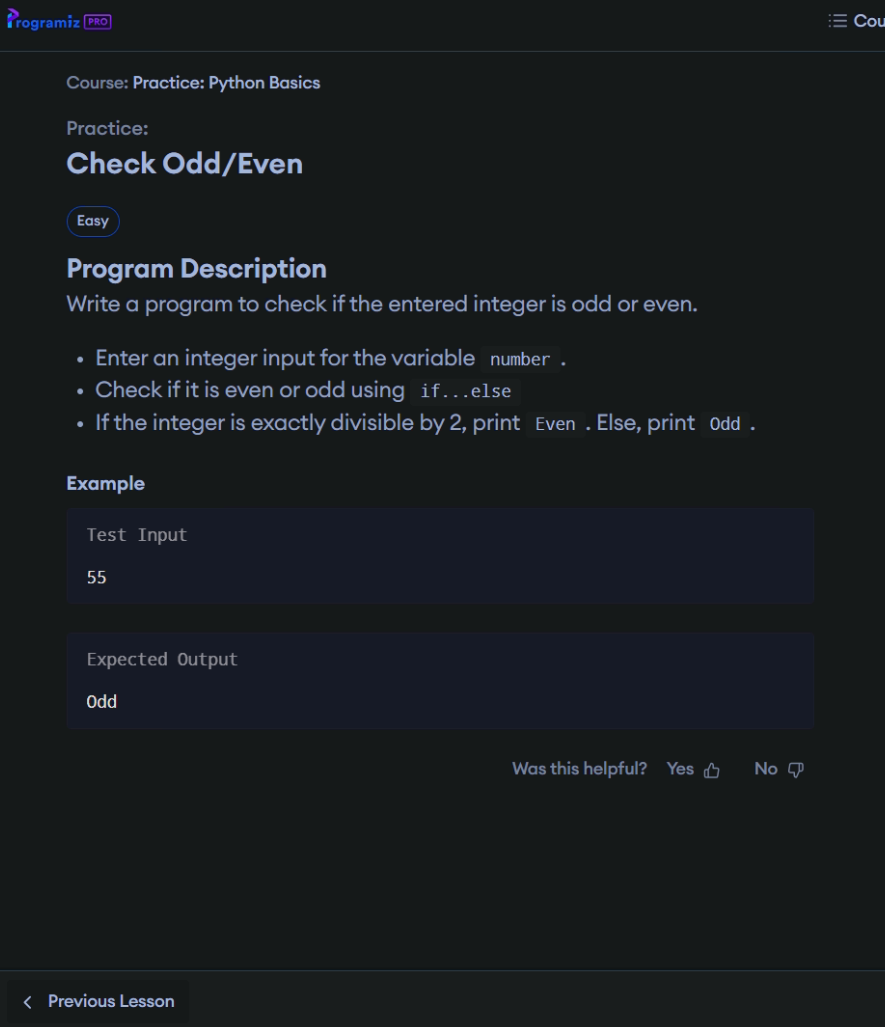 Programiz PRO
Cou
Course: Practice: Python Basics
Practice:
Check Odd/Even
Easy
Program Description
Write a program to check if the entered integer is odd or even.
• Enter an integer input for the variable number .
• Check if it is even or odd using if...else
• If the integer is exactly divisible by 2, print Even . Else, print Odd .
Example
Test Input
55
Expected Output
Odd
Was this helpful? Yes No
Previous Lesson